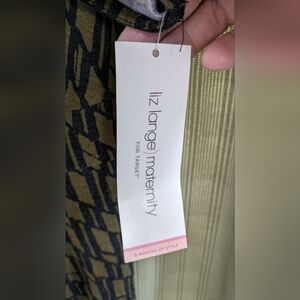 liz lange) maternity
FOR TARGET®
9 MONTHS OF STYLE